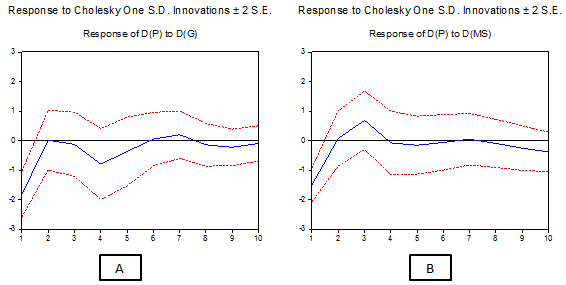 Response to Cholesky One S.D. Innovations ± 2 S.E.
Response of D(P) to D(G)
3
2
1
0
-1
-2
-3
1 2 3 4 5 6 7 8 9 10
A
Response to Cholesky One S.D. Innovations ± 2 S.E.
Response of D(P) to D(MS)
3
2
1
0
-1
-2
-3
1 2 3 4 5 6 7 8 9 10
B